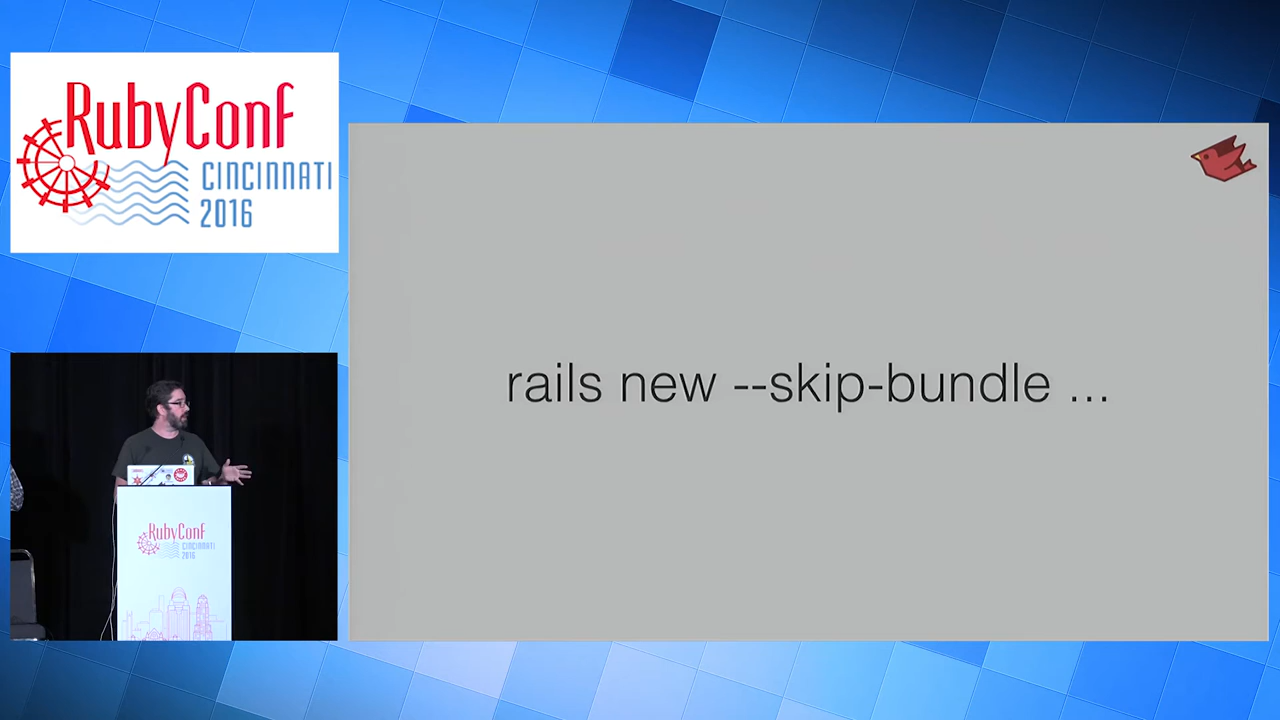 RubyConf
CINCINNATI
2016
rails new --skip-bundle ...
RubyConf
CINCINNATI
2016